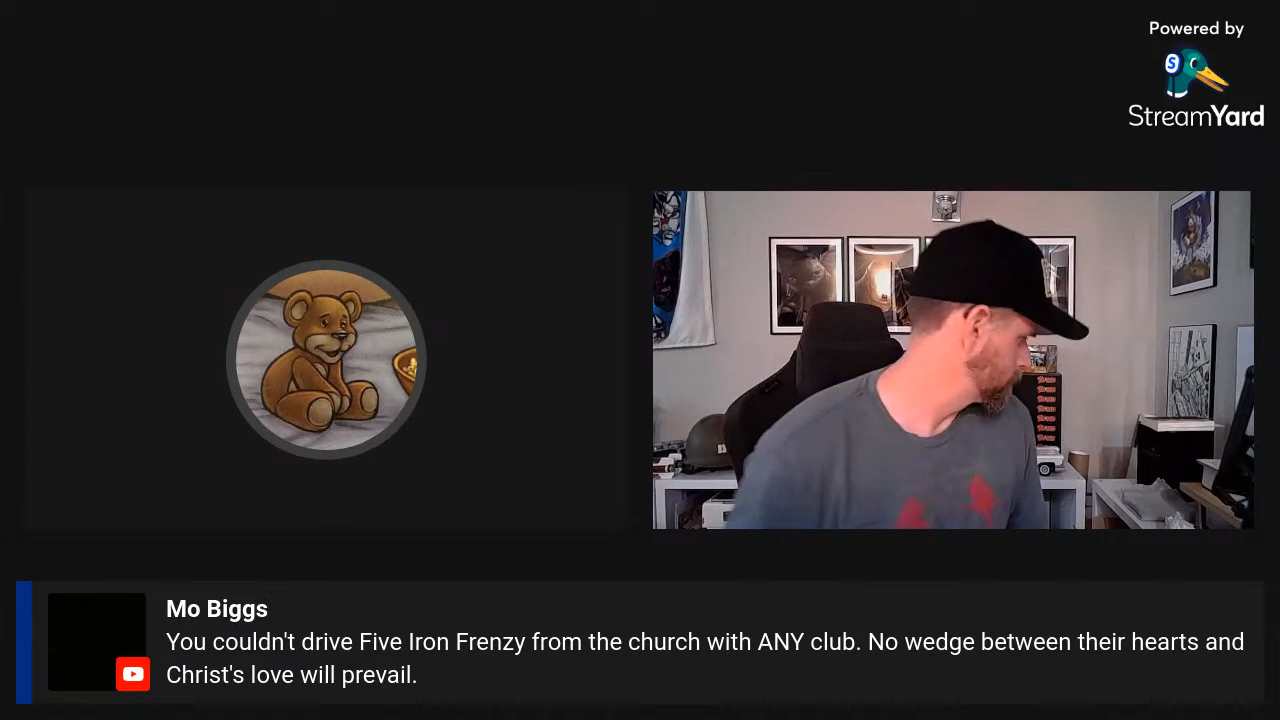 Powered by
S
StreamYard
Mo Biggs
You couldn't drive Five Iron Frenzy from the church with ANY club. No wedge between their hearts and
Christ's love will prevail.